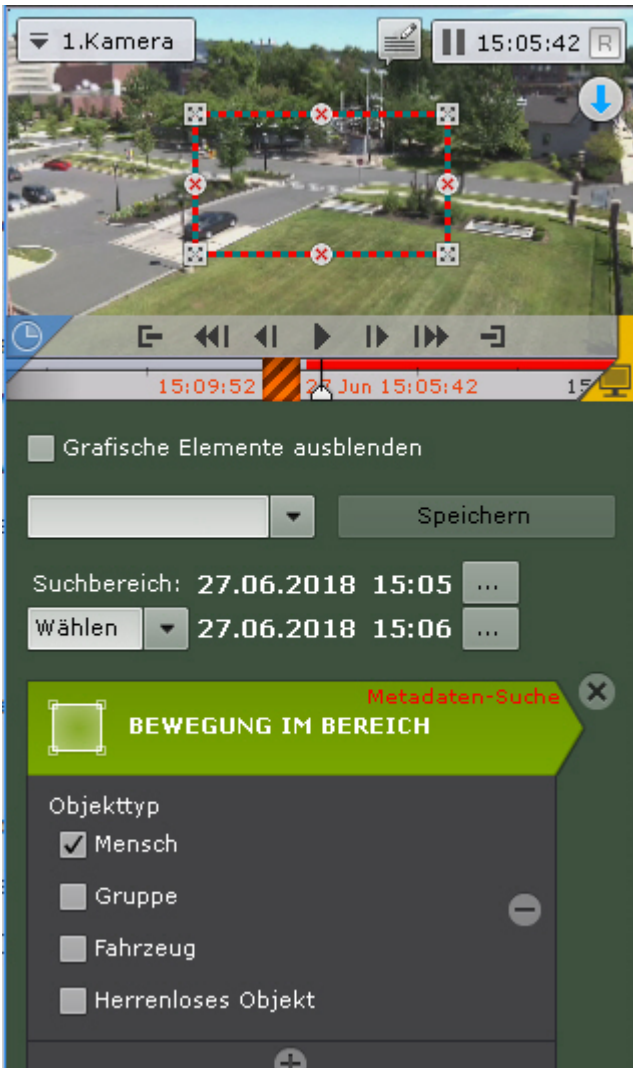 1.Kamera
15:05:42 R
15:09:52 27 Jun 15:05:42 15
Grafische Elemente ausblenden
Speichern
Suchbereich: 27.06.2018 15:05 ...
Wählen 27.06.2018 15:06 ...
Metadaten-Suche
BEWEGUNG IM BEREICH
Objekttyp
Mensch
Gruppe
Fahrzeug
Herrenloses Objekt